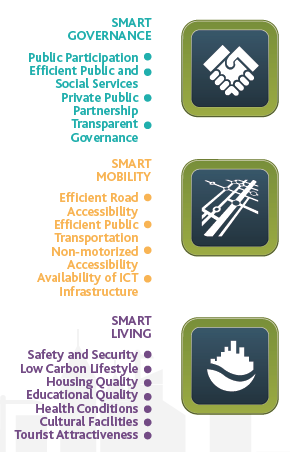 SMART
GOVERNANCE
Public Participation
Efficient Public and
Social Services
Private Public
Partnership
Transparent
Governance
SMART
MOBILITY
Efficient Road
Accessibility
Efficient Public
Transportation
Non-motorized
Accessibility
Availability of ICT
Infrastructure
SMART
LIVING
Safety and Security
Low Carbon Lifestyle
Housing Quality
Educational Quality
Health Conditions
Cultural Facilities
Tourist Attractiveness